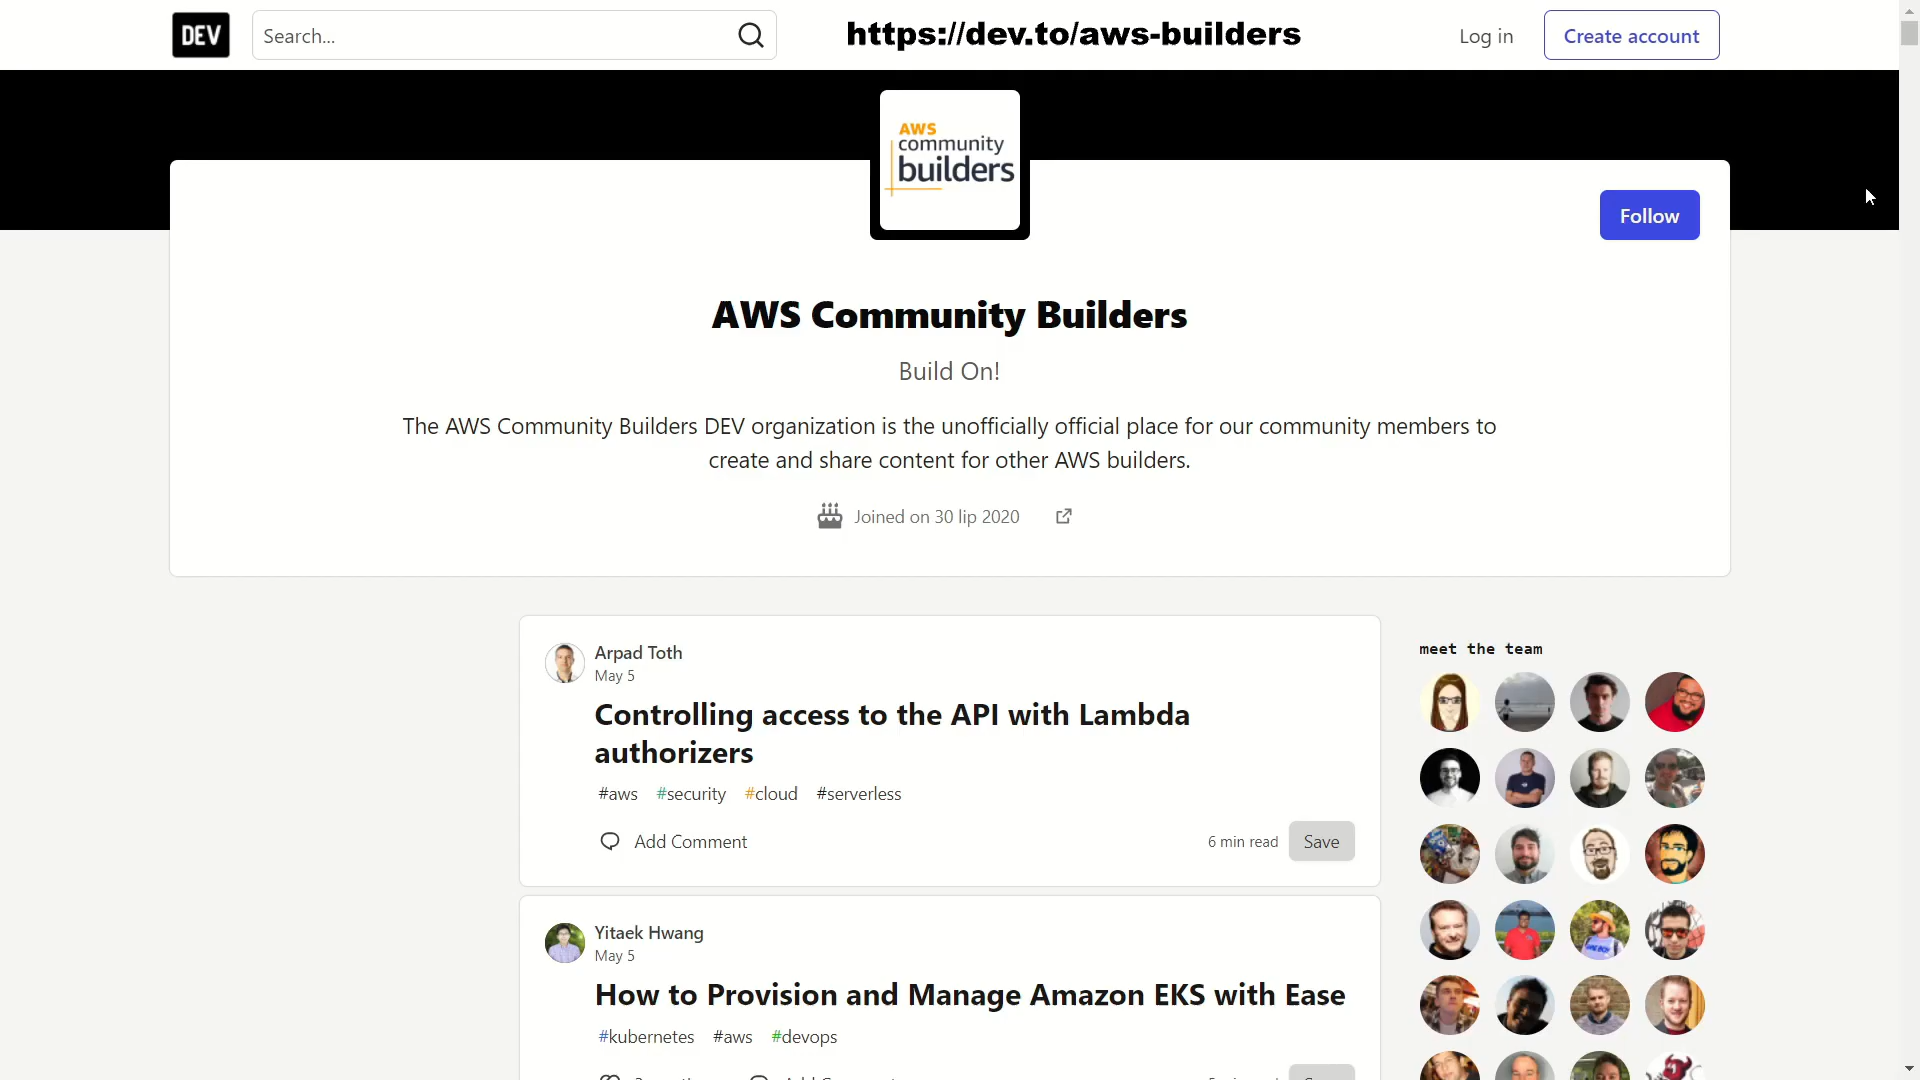 DEV
Search...
https://dev.to/aws-builders
Log in
Create account
AWS
community
builders
Follow
AWS Community Builders
Build On!
The AWS Community Builders DEV organization is the unofficially official place for our community members to
create and share content for other AWS builders.
Joined on 30 lip 2020
Arpad Toth
May 5
Controlling access to the API with Lambda
authorizers
#aws #security #cloud #serverless
Add Comment
6 min read
Save
Yitaek Hwang
May 5
How to Provision and Manage Amazon EKS with Ease
#kubernetes #aws #devops
meet the team